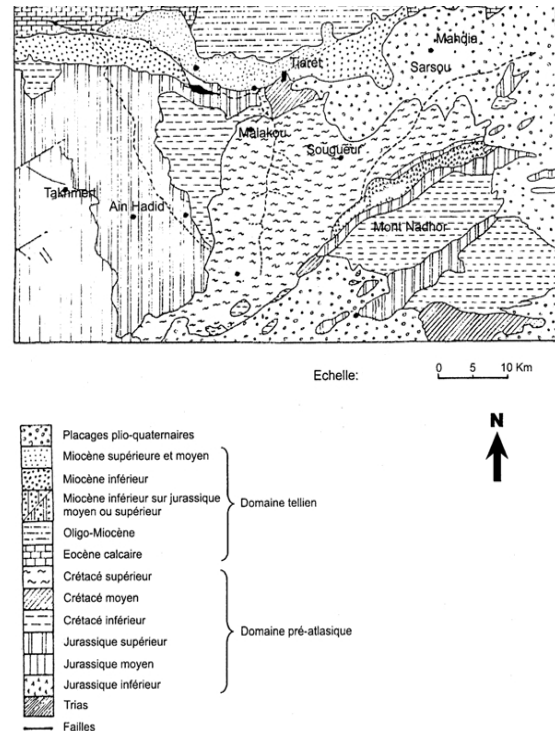 Mahdia
Tiaret
Sarsou
Malakou
Sougueur
Takhmert
Ain Hadid
Mont Nadhor
Echelle:
0 5 10 Km
N
Placages plio-quaternaires
Miocène supérieure et moyen
Miocène inférieur
Miocène inférieur sur jurassique
moyen ou supérieur
Domaine tellien
Oligo-Miocène
Eocène calcaire
Crétacé supérieur
Crétacé moyen
Crétacé inférieur
Domaine pré-atlasique
Jurassique supérieur
Jurassique moyen
Jurassique inférieur
Trias
Failles